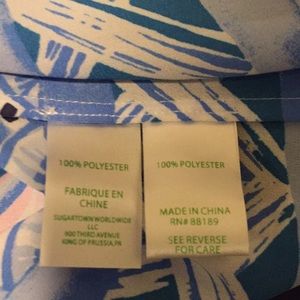 100% POLYESTER
FABRIQUE EN
CHINE
SUGARTOWN WORLDWIDE
LLC
800 THIRD AVENUE
KING OF PRUSSIA, PA
100% POLYESTER
MADE IN CHINA
RN# 88189
SEE REVERSE
FOR CARE